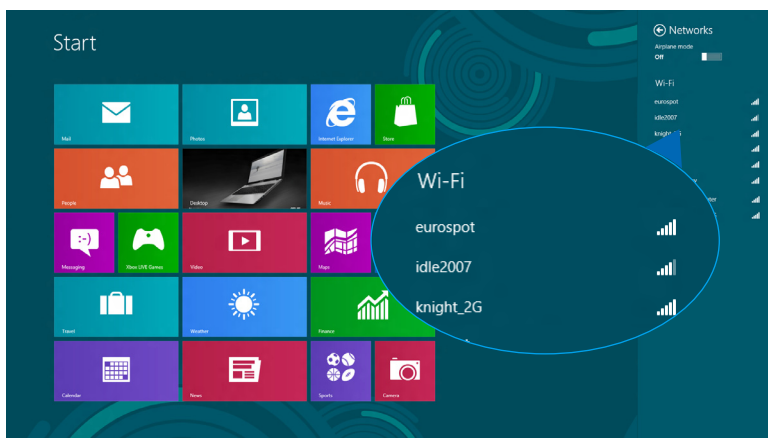 Start
Networks
Airplane mode
Off
Wi-Fi
eurospot
idle2007
Mail
Photos
Internet Explorer
Store
People
Desktop
Music
Messaging
Xbox LIVE Games
Video
Maps
Travel
Weather
Finance
Calendar
News
Sports
Camera
Wi-Fi
eurospot
idle2007
knight_2G